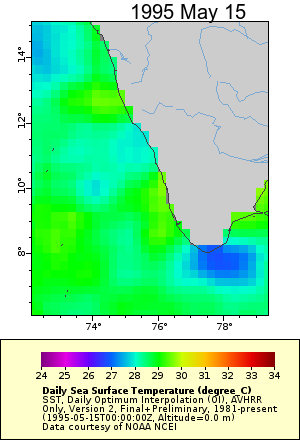 1995 May 15
14°
12°
10°
8°
74°
76°
78°
24 25 26 27 28 29 30 31 32 33 34
Daily Sea Surface Temperature (degree_C)
SST, Daily Optimum Interpolation (OI), AVHRR
Only, Version 2, Final+Preliminary, 1981-present
(1995-05-15T00:00:00Z, Altitude=0.0 m)
Data courtesy of NOAA NCEI